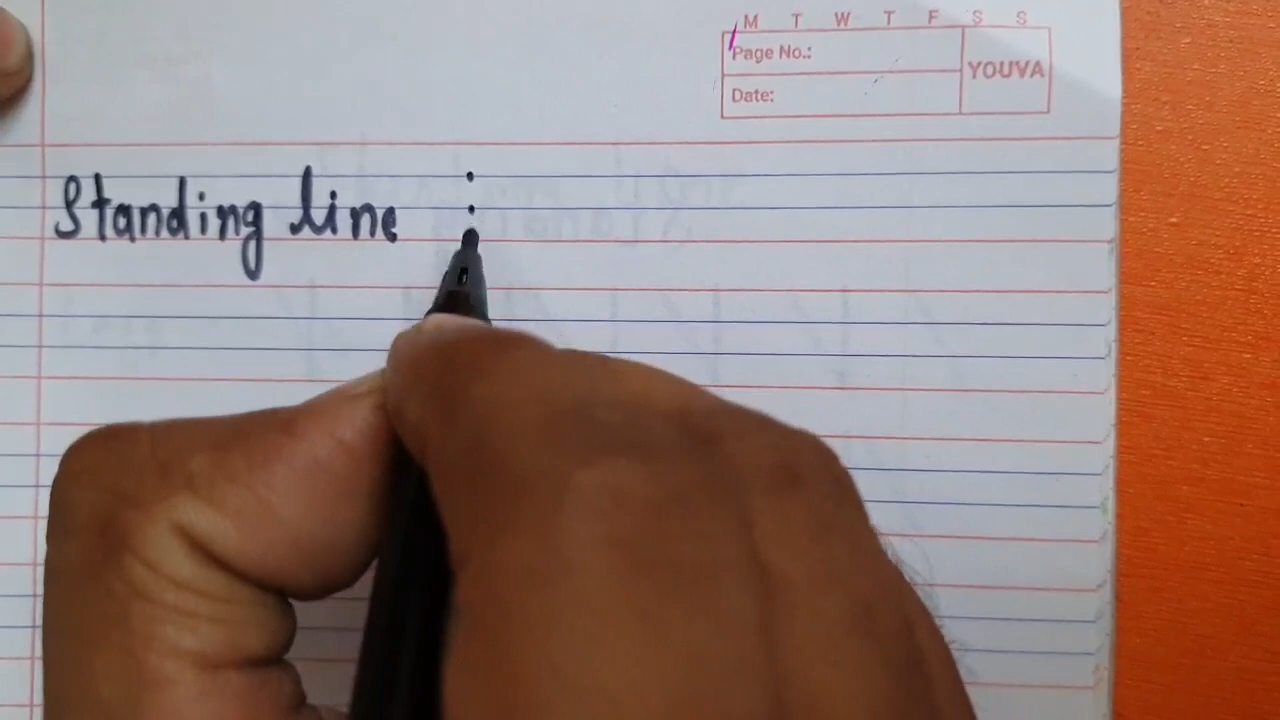 M T W T F S S
Page No.:
YOUVA
Date:
Standing line :